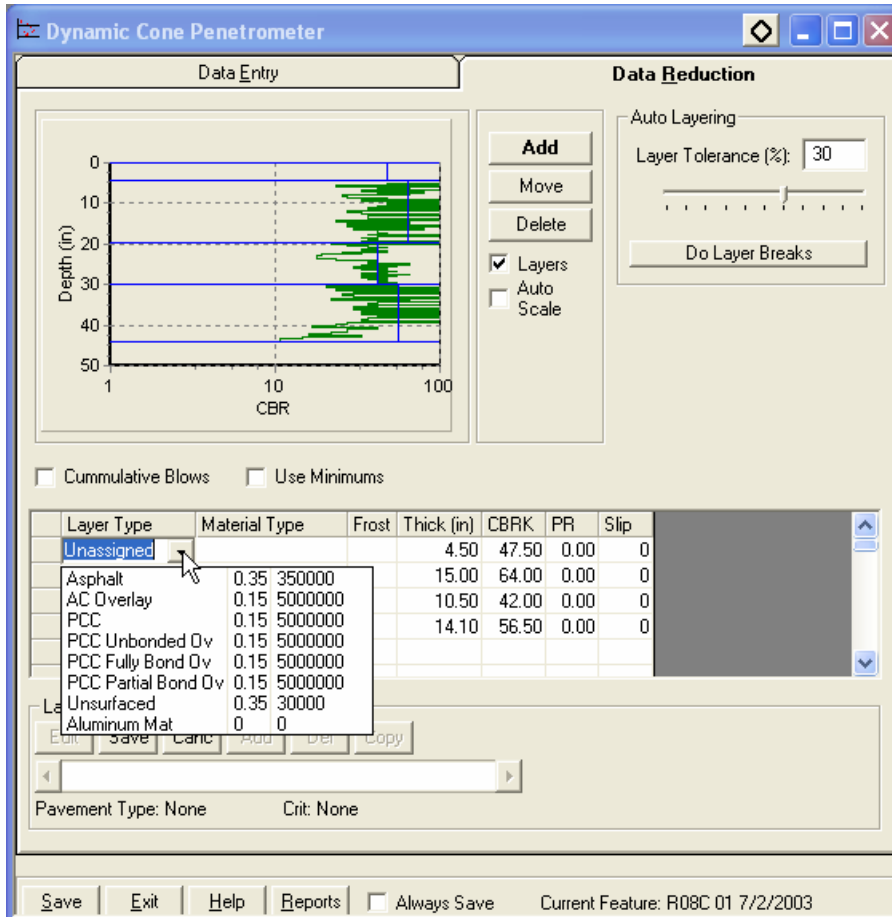 Dynamic Cone Penetrometer
Data Entry
Data Reduction
0
10
20
30
40
50
Depth (in)
1
10
100
CBR
Add
Move
Delete
Layers
Auto
Scale
Auto Layering
Layer Tolerance (%): 30
Do Layer Breaks
Cummulative Blows Use Minimums
Layer Type Material Type Frost Thick (in) CBRK PR Slip
Unassigned 4.50 47.50 0.00 0
15.00 64.00 0.00 0
10.50 42.00 0.00 0
14.10 56.50 0.00 0
Asphalt 0.35 350000
AC Overlay 0.15 5000000
PCC 0.15 5000000
PCC Unbonded Ov 0.15 5000000
PCC Fully Bond Ov 0.15 5000000
PCC Partial Bond Ov 0.15 5000000
Unsurfaced 0.35 30000
Aluminum Mat 0 0
La
Edit Save Canc Add Del Copy
Pavement Type: None Crit: None
Save Exit Help Reports Always Save Current Feature: R08C 01 7/2/2003